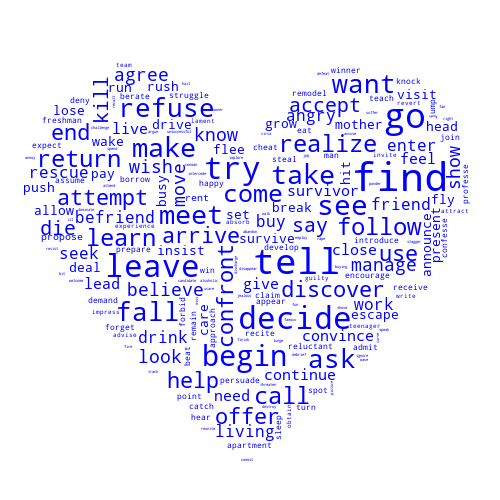 team
agree
winner
run
rush
knock
want
kill
deny
berate
struggle
refuse
remodel
teach
revert
visit
accept
go
jump
freshman
lose
angry
mother
head
end
live
drive
know
grow
eat
join
make
realize
enter
expect
wake
flee
cheat
man
invite
return
wish
steal
feel
show
rescue
pay
try
take
hit
find
assume
busy
move
happy
survivor
push
attempt
rent
come
see
friend
fly
allow
befriend
meet
set
break
say
follow
announce
present
attract
die
experience
buy
propose
learn
arrive
survive
introduce
confesse
professe
seek
prepare
insist
confront
develop
close
use
deal
leave
win
tell
guilty
manage
encourage
lead
believe
give
discover
receive
demand
claim
write
impress
fall
forbid
remain
care
approach
appear
work
absorb
decide
escape
forget
teenager
advise
drink
recite
convince
look
beat
begin
reluctant
admit
ask
help
persuade
continue
point
need
call
spot
catch
offer
turn
obtain
hear
living
sleep
apartment
commit